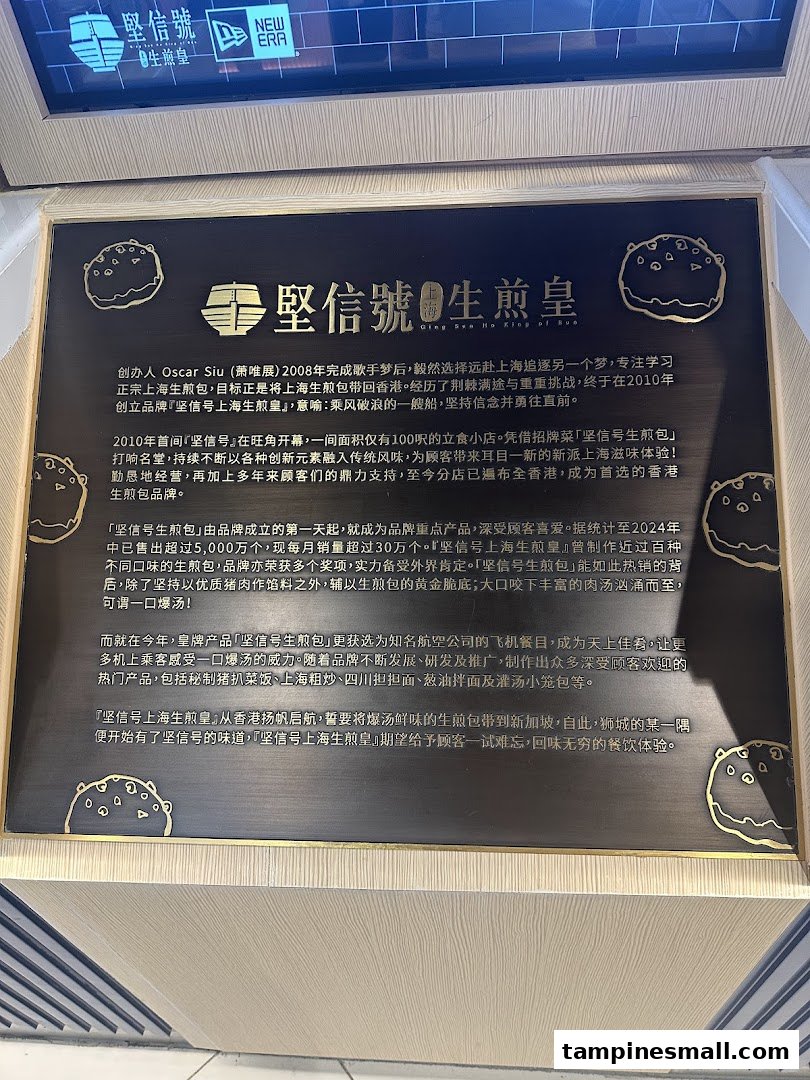 堅信號
生煎皇
NEW ERA
堅信號 上海 生煎皇
Ging Sun Ho King of Bun
创办人 Oscar Siu (萧唯展) 2008年完成歌手梦后，毅然选择远赴上海追逐另一个梦，专注学习
正宗上海生煎包，目标正是将上海生煎包带回香港。经历了荆棘满途与重重挑战，终于在2010年
创立品牌『坚信号上海生煎皇』，意喻：乘风破浪的一艘船，坚持信念并勇往直前。
2010年首间『坚信号』在旺角开幕，一间面积仅有100呎的立食小店。凭借招牌菜「坚信号生煎包」
打响名堂，持续不断以各种创新元素融入传统风味，为顾客带来耳目一新的新派上海滋味体验！
勤恳地经营，再加上多年来顾客们的鼎力支持，至今分店已遍布全香港，成为首选的香港
生煎包品牌。
「坚信号生煎包」由品牌成立的第一天起，就成为品牌重点产品，深受顾客喜爱。据统计至2024年
中已售出超过5,000万个，现每月销量超过30万个。『坚信号上海生煎皇』曾制作近过百种
不同口味的生煎包，品牌亦荣获多个奖项，实力备受外界肯定。「坚信号生煎包」能如此热销的背
后，除了坚持以优质猪肉作馅料之外，辅以生煎包的黄金脆底；大口咬下丰富的肉汤汹涌而至，
可谓一口爆汤！
而就在今年，皇牌产品「坚信号生煎包」更获选为知名航空公司的飞机餐目，成为天上佳肴，让更
多机上乘客感受一口爆汤的威力。随着品牌不断发展、研发及推广，制作出众多深受顾客欢迎的
热门产品，包括秘制猪扒菜饭、上海粗炒、四川担担面、葱油拌面及灌汤小笼包等。
『坚信号上海生煎皇』从香港扬帆启航，誓要将爆汤鲜味的生煎包带到新加坡，自此，狮城的某一隅
便开始有了坚信号的味道，『坚信号上海生煎皇』期望给予顾客一试难忘，回味无穷的餐饮体验。
tampinesmall.com